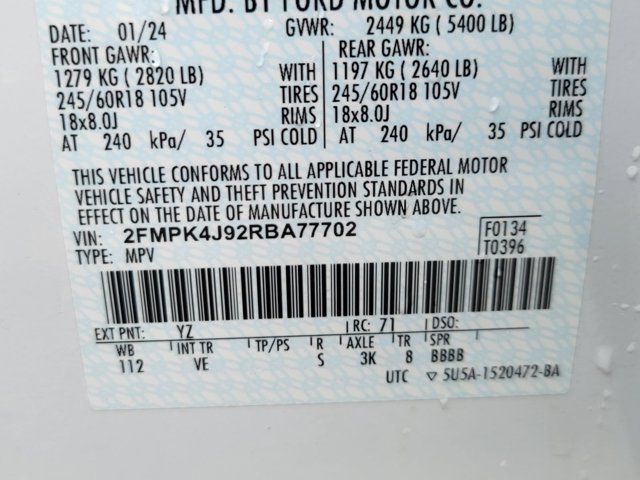 MFD. BY FORD MOTOR CO.
DATE: 01/24 GVWR: 2449 KG ( 5400 LB)
FRONT GAWR: REAR GAWR:
1279 KG ( 2820 LB) WITH 1197 KG ( 2640 LB) WITH
245/60R18 105V TIRES 245/60R18 105V TIRES
18x8.0J RIMS 18x8.0J RIMS
AT 240 kPa/ 35 PSI COLD AT 240 kPa/ 35 PSI COLD
THIS VEHICLE CONFORMS TO ALL APPLICABLE FEDERAL MOTOR
VEHICLE SAFETY AND THEFT PREVENTION STANDARDS IN
EFFECT ON THE DATE OF MANUFACTURE SHOWN ABOVE.
VIN: 2FMPK4J92RBA77702 F0134
TYPE: MPV T0396
EXT PNT: YZ RC: 71 DSO:
WB INT TR TP/PS R AXLE TR SPR
112 VE S 3K 8 BBBB
UTC ▽ 5U5A-1520472-BA